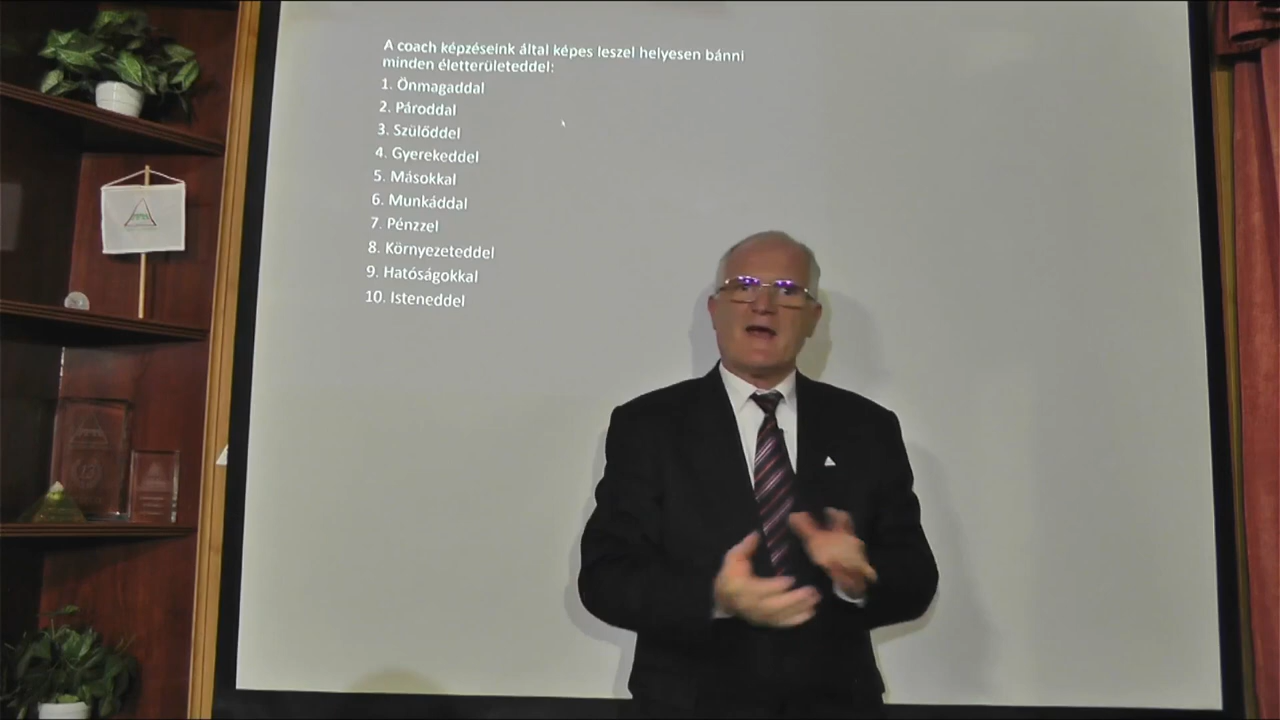 A coach képzéseink által képes leszel helyesen bánni
minden életterületeddel:
1. Önmagaddal
2. Pároddal
3. Szülőddel
4. Gyerekeddel
5. Másokkal
6. Munkáddal
7. Pénzzel
8. Környezeteddel
9. Hatóságokkal
10. Isteneddel